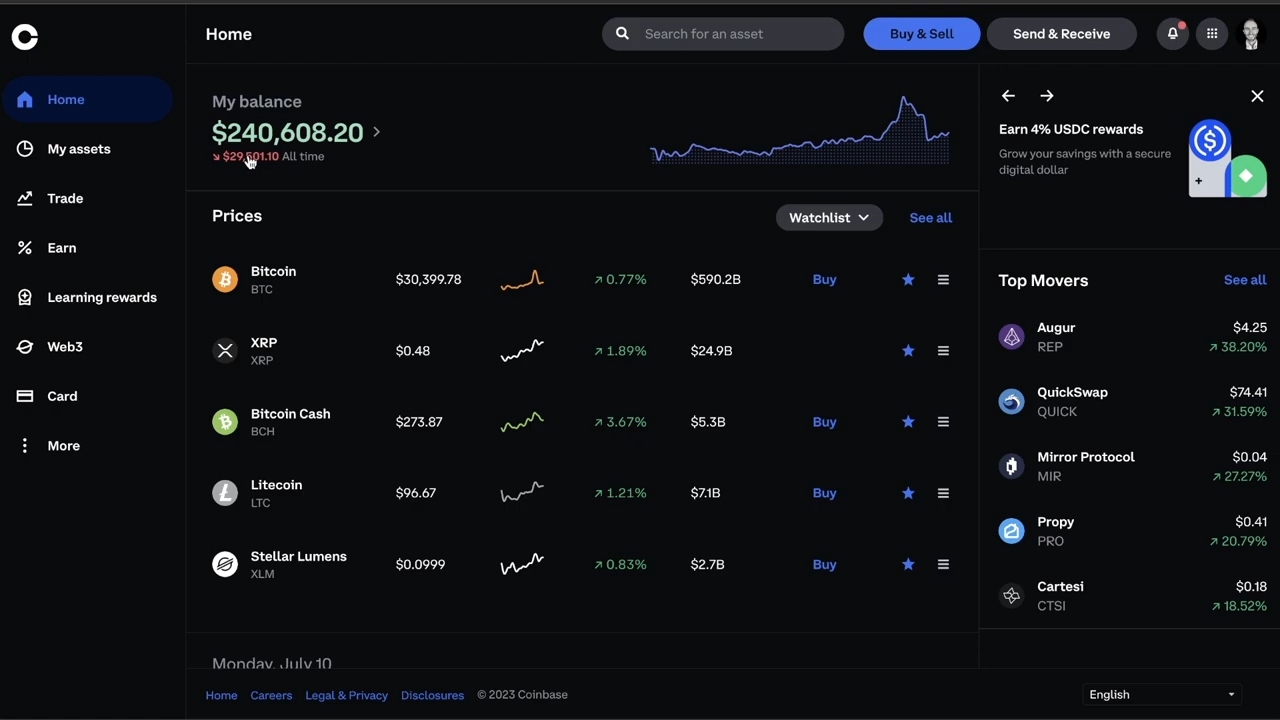 Home
Search for an asset
Buy & Sell
Send & Receive
Home
My assets
Trade
Earn
Learning rewards
Web3
Card
More
My balance
$240,608.20
All time
Prices
Watchlist
See all
Bitcoin
BTC
$30,399.78
0.77%
$590.2B
Buy
XRP
XRP
$0.48
1.89%
$24.9B
Bitcoin Cash
BCH
$273.87
3.67%
$5.3B
Buy
Litecoin
LTC
$96.67
1.21%
$7.1B
Buy
Stellar Lumens
XLM
$0.0999
0.83%
$2.7B
Buy
Monday, July 10
Earn 4% USDC rewards
Grow your savings with a secure
digital dollar
Top Movers
See all
Augur
REP
$4.25
38.20%
QuickSwap
QUICK
$74.41
31.59%
Mirror Protocol
MIR
$0.04
27.27%
Propy
PRO
$0.41
20.79%
Cartesi
CTSI
$0.18
18.52%
Home
Careers
Legal & Privacy
Disclosures
© 2023 Coinbase
English